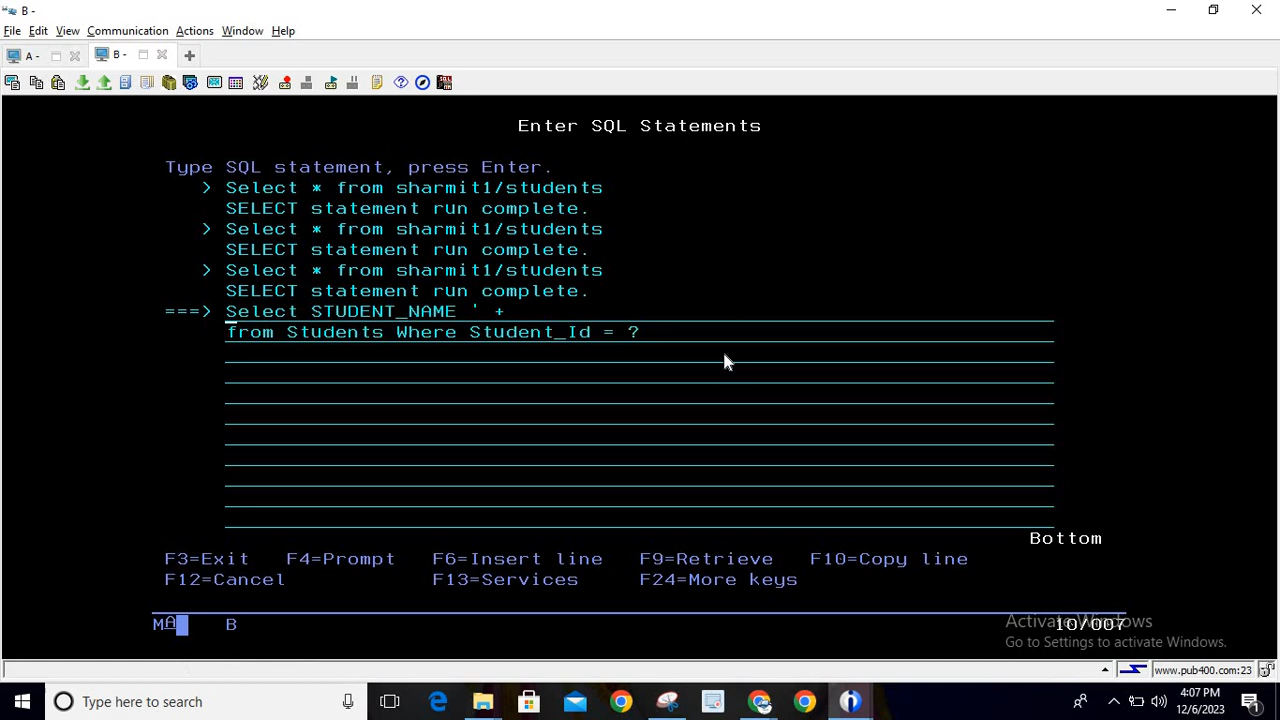 B -
File Edit View Communication Actions Window Help
A - B -
Enter SQL Statements
Type SQL statement, press Enter.
> Select * from sharmit1/students
SELECT statement run complete.
> Select * from sharmit1/students
SELECT statement run complete.
> Select * from sharmit1/students
SELECT statement run complete.
===> Select STUDENT_NAME ' +
from Students Where Student_Id = ?
Bottom
F3=Exit F4=Prompt F6=Insert line F9=Retrieve F10=Copy line
F12=Cancel F13=Services F24=More keys
MA B 10/007
Activate Windows
Go to Settings to activate Windows.
www.pub400.com:23
Type here to search
4:07 PM
12/6/2023
1